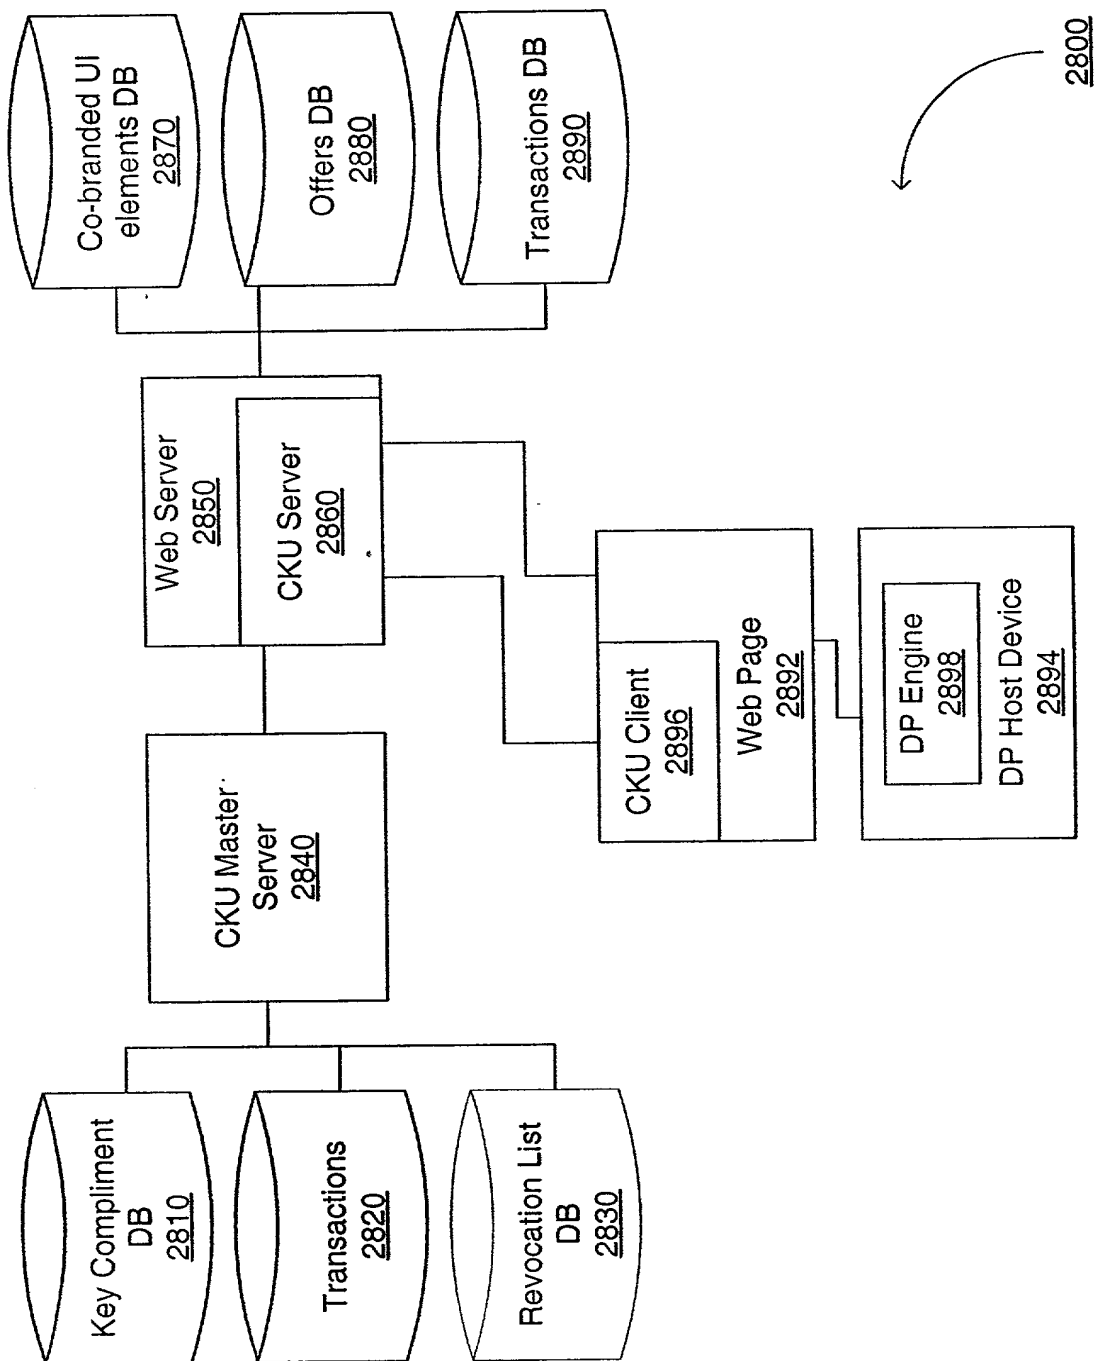 Key Compliment
DB
2810
Transactions
2820
Revocation List
DB
2830
CKU Master
Server
2840
Web Server
2850
CKU Server
2860
Co-branded UI
elements DB
2870
Offers DB
2880
Transactions DB
2890
CKU Client
2896
Web Page
2892
DP Engine
2898
DP Host Device
2894
2800